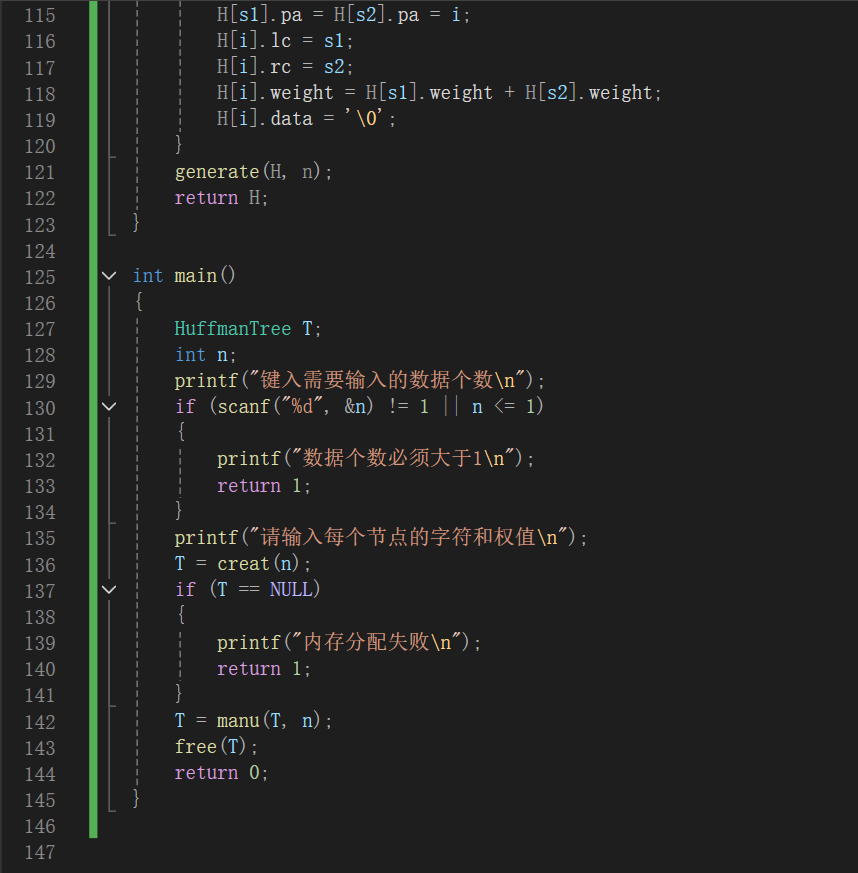 115 H[s1].pa = H[s2].pa = i;
116 H[i].lc = s1;
117 H[i].rc = s2;
118 H[i].weight = H[s1].weight + H[s2].weight;
119 H[i].data = '\0';
120 }
121 generate(H, n);
122 return H;
123 }
124
125 int main()
126 {
127 HuffmanTree T;
128 int n;
129 printf("键入需要输入的数据个数\n");
130 if (scanf("%d", &n) != 1 || n <= 1)
131 {
132 printf("数据个数必须大于1\n");
133 return 1;
134 }
135 printf("请输入每个节点的字符和权值\n");
136 T = creat(n);
137 if (T == NULL)
138 {
139 printf("内存分配失败\n");
140 return 1;
141 }
142 T = manu(T, n);
143 free(T);
144 return 0;
145 }
146
147